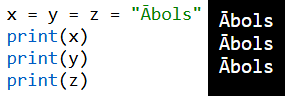 x = y = z = "Ābols"
print(x)
print(y)
print(z)
Ābols
Ābols
Ābols